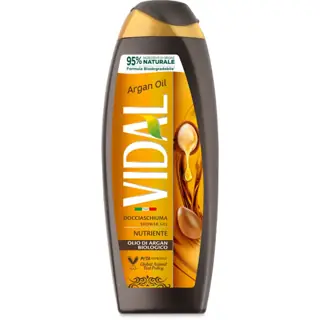 95% INGREDIENTI DI ORIGINE
NATURALE
Formula Biodegradabile
Argan Oil
VIDAL
DOCCIASCHIUMA
SHOWER GEL
NUTRIENTE
OLIO DI ARGAN
BIOLOGICO